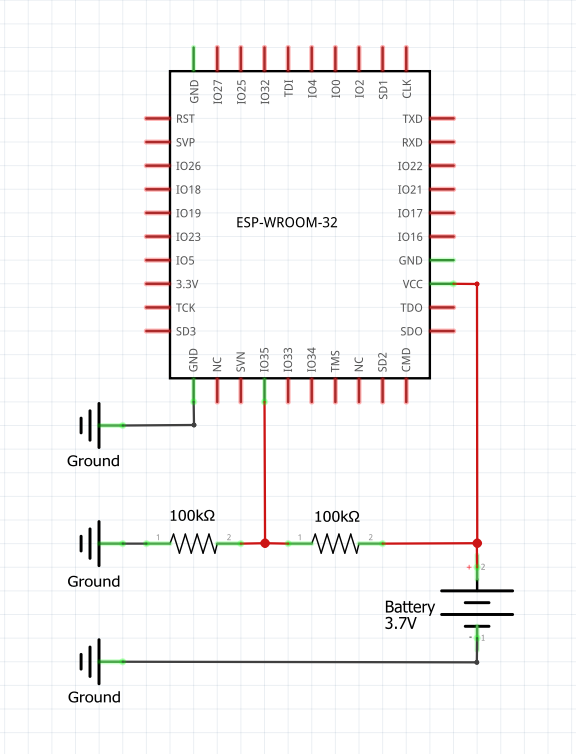 GND IO27 IO25 IO32 TDI IO4 IO0 IO2 SD1 CLK
RST TXD
SVP RXD
IO26 IO22
IO18 IO21
IO19 IO17
ESP-WROOM-32
IO23 IO16
IO5 GND
3.3V VCC
TCK TDO
SD3 SDO
GND NC SVN IO35 IO33 IO34 TMS NC SD2 CMD
Ground
100kΩ 100kΩ
1 2 1 2
Ground
+ 2
Battery
3.7V
- 1
Ground